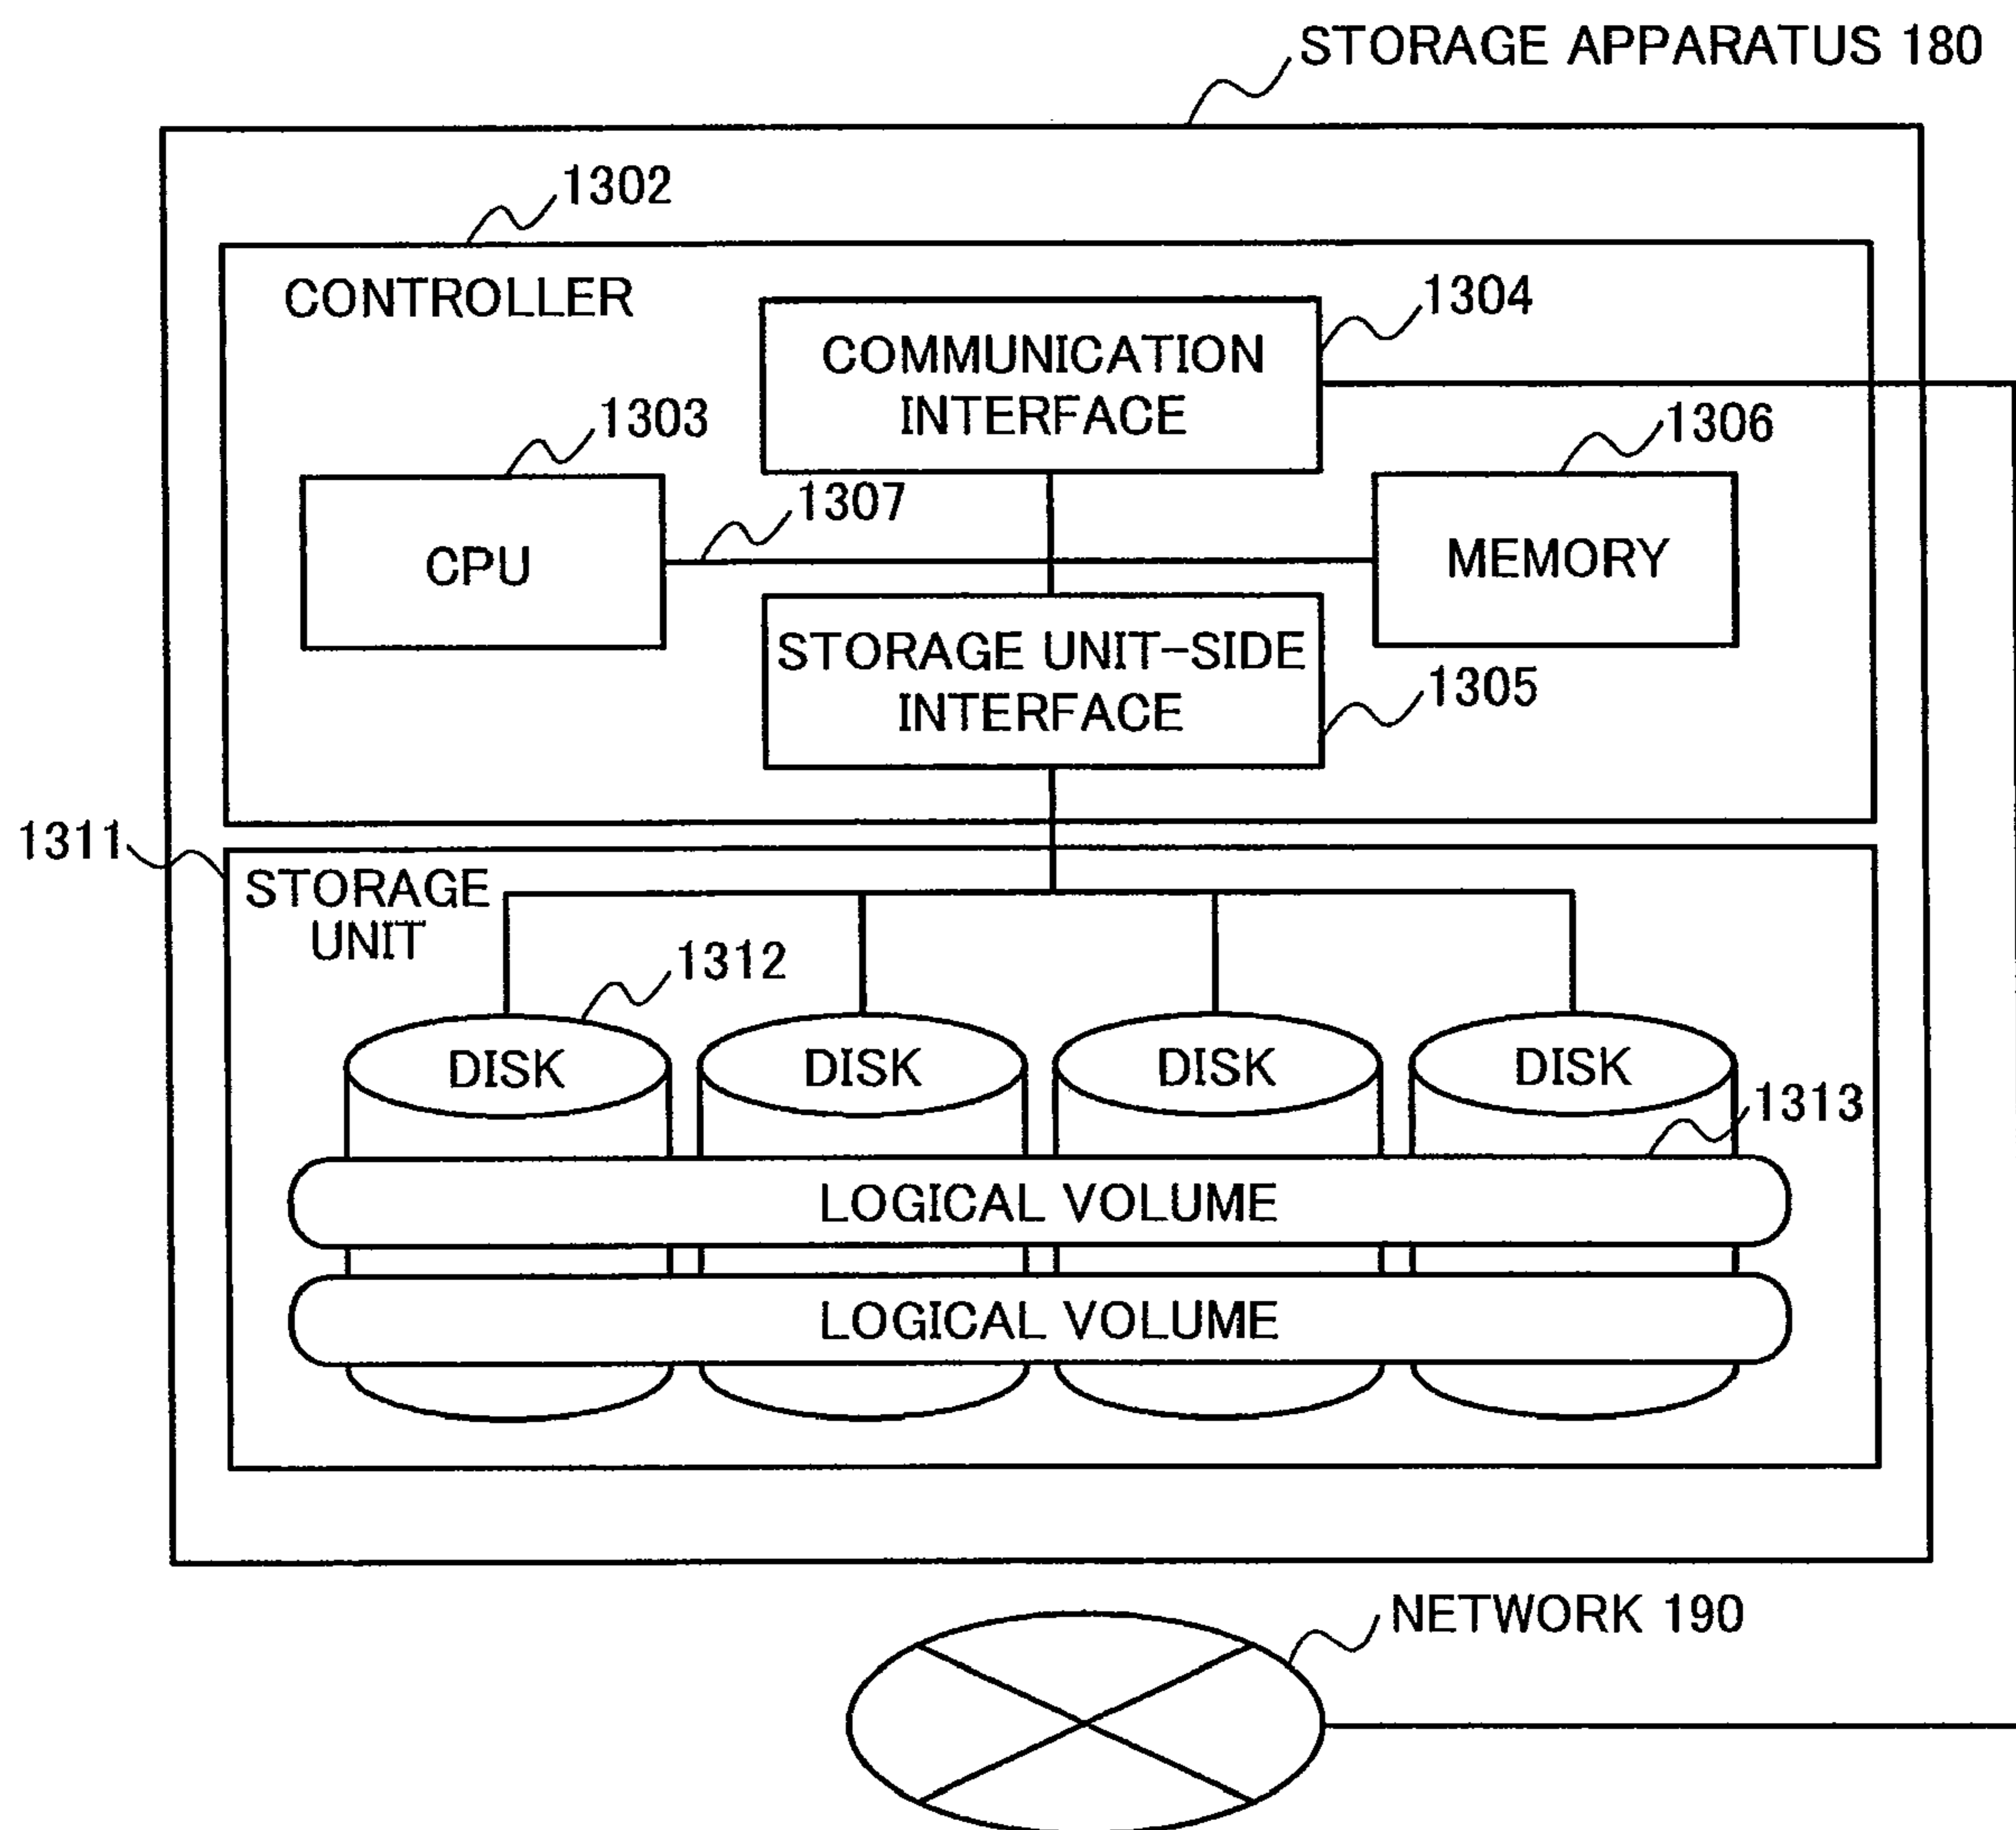 STORAGE APPARATUS 180
1302
CONTROLLER
1304
COMMUNICATION
INTERFACE
1303
1306
1307
CPU
MEMORY
STORAGE UNIT-SIDE
INTERFACE
1305
1311
STORAGE
UNIT
1312
DISK
DISK
DISK
DISK
1313
LOGICAL VOLUME
LOGICAL VOLUME
NETWORK 190